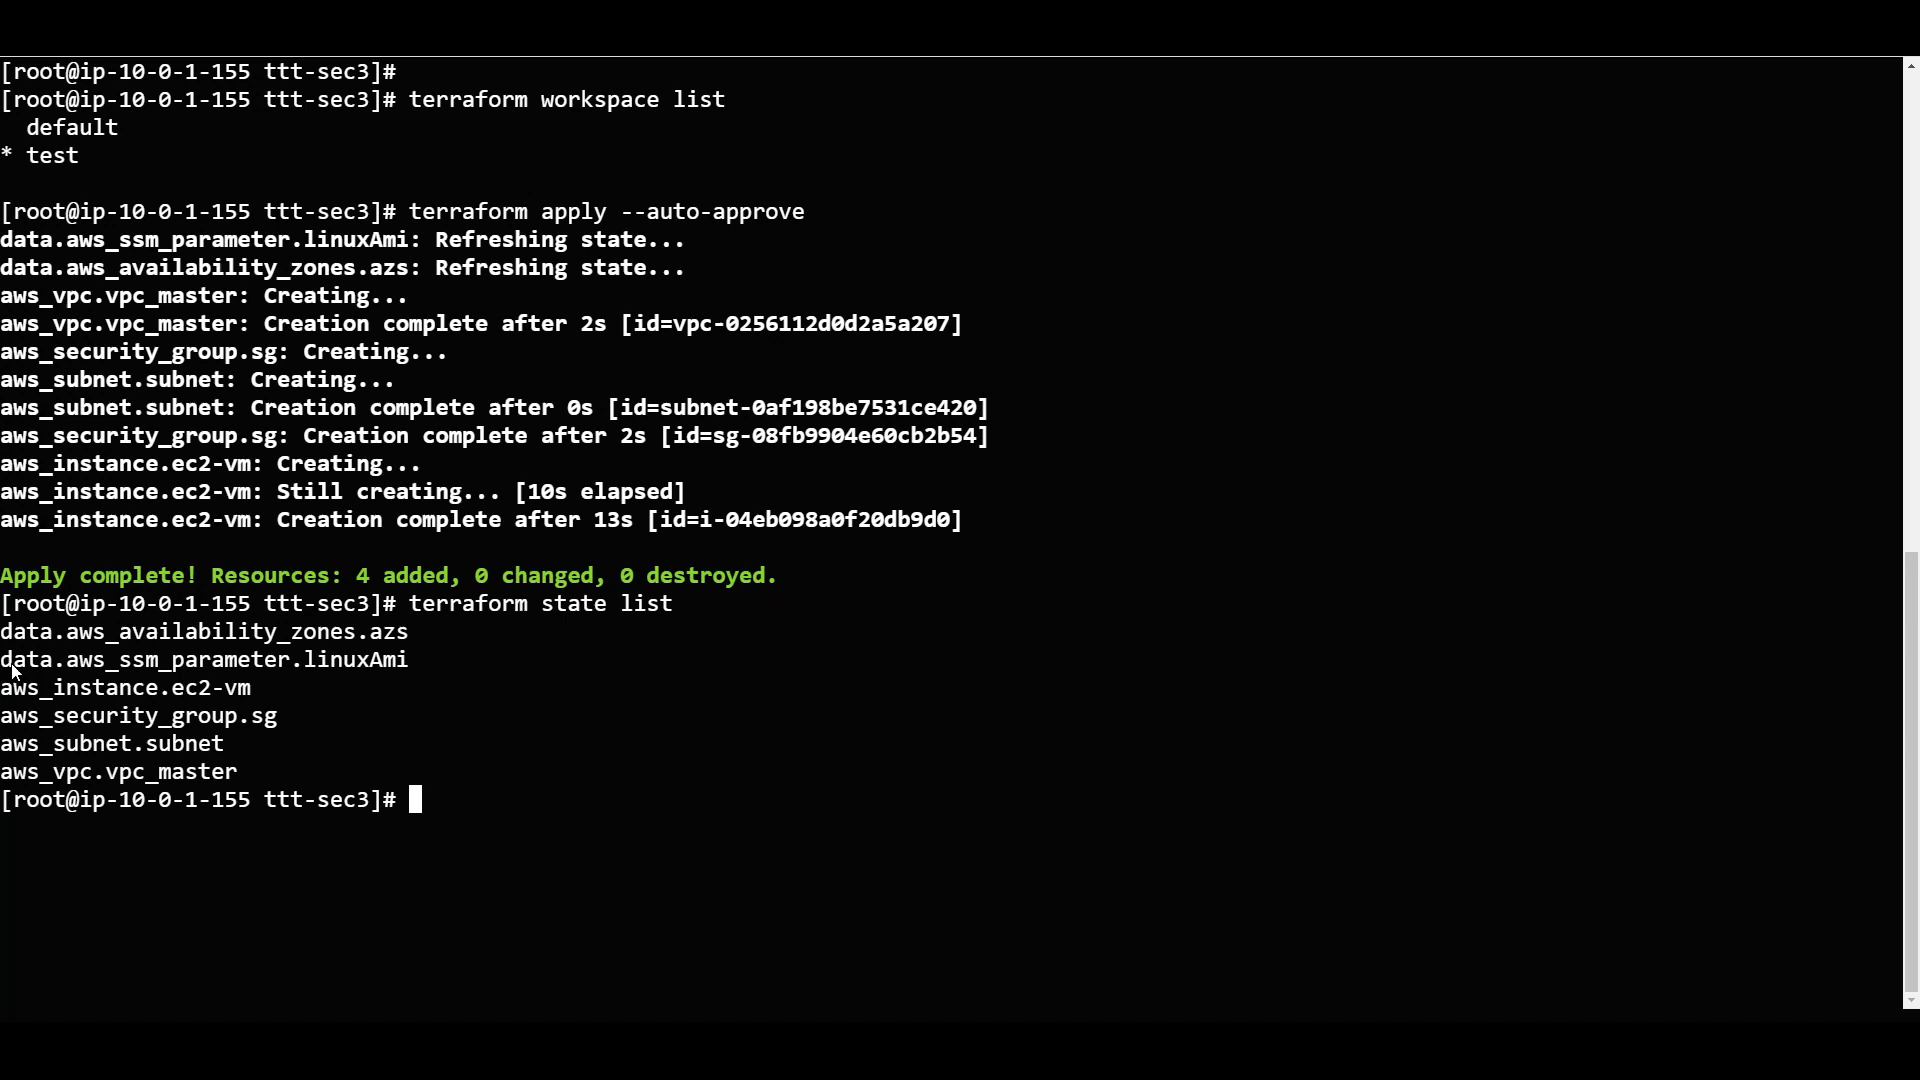 [root@ip-10-0-1-155 ttt-sec3]#
[root@ip-10-0-1-155 ttt-sec3]# terraform workspace list
  default
* test
[root@ip-10-0-1-155 ttt-sec3]# terraform apply --auto-approve
data.aws_ssm_parameter.linuxAmi: Refreshing state...
data.aws_availability_zones.azs: Refreshing state...
aws_vpc.vpc_master: Creating...
aws_vpc.vpc_master: Creation complete after 2s [id=vpc-0256112d0d2a5a207]
aws_security_group.sg: Creating...
aws_subnet.subnet: Creating...
aws_subnet.subnet: Creation complete after 0s [id=subnet-0af198be7531ce420]
aws_security_group.sg: Creation complete after 2s [id=sg-08fb9904e60cb2b54]
aws_instance.ec2-vm: Creating...
aws_instance.ec2-vm: Still creating... [10s elapsed]
aws_instance.ec2-vm: Creation complete after 13s [id=i-04eb098a0f20db9d0]
Apply complete! Resources: 4 added, 0 changed, 0 destroyed.
[root@ip-10-0-1-155 ttt-sec3]# terraform state list
data.aws_availability_zones.azs
data.aws_ssm_parameter.linuxAmi
aws_instance.ec2-vm
aws_security_group.sg
aws_subnet.subnet
aws_vpc.vpc_master
[root@ip-10-0-1-155 ttt-sec3]#